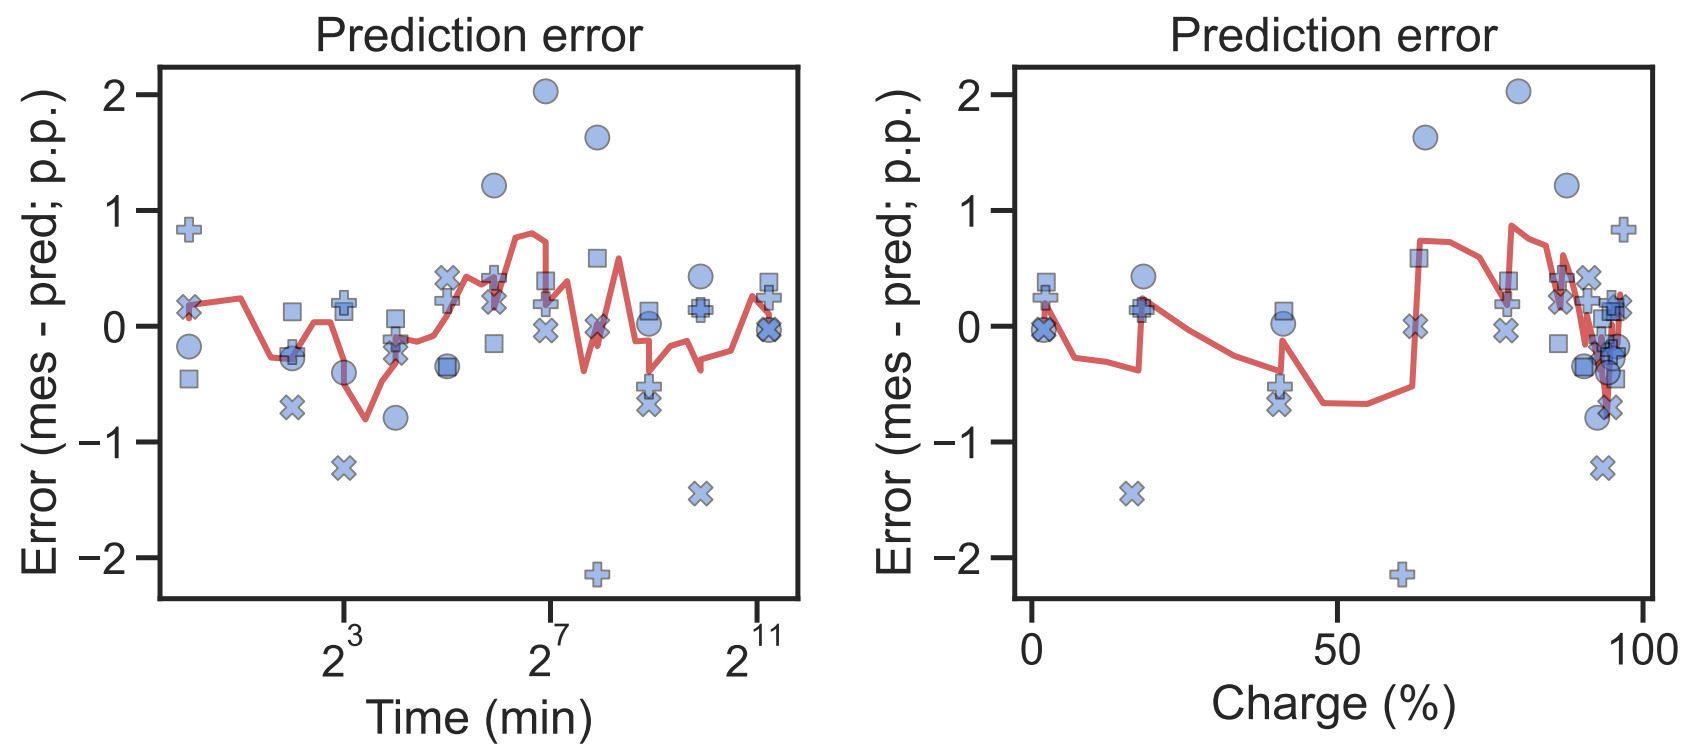 Prediction error
Error (mes - pred; p.p.)
2
1
0
−1
−2
2^3
2^7
2^11
Time (min)
Prediction error
Error (mes - pred; p.p.)
2
1
0
−1
−2
0
50
100
Charge (%)